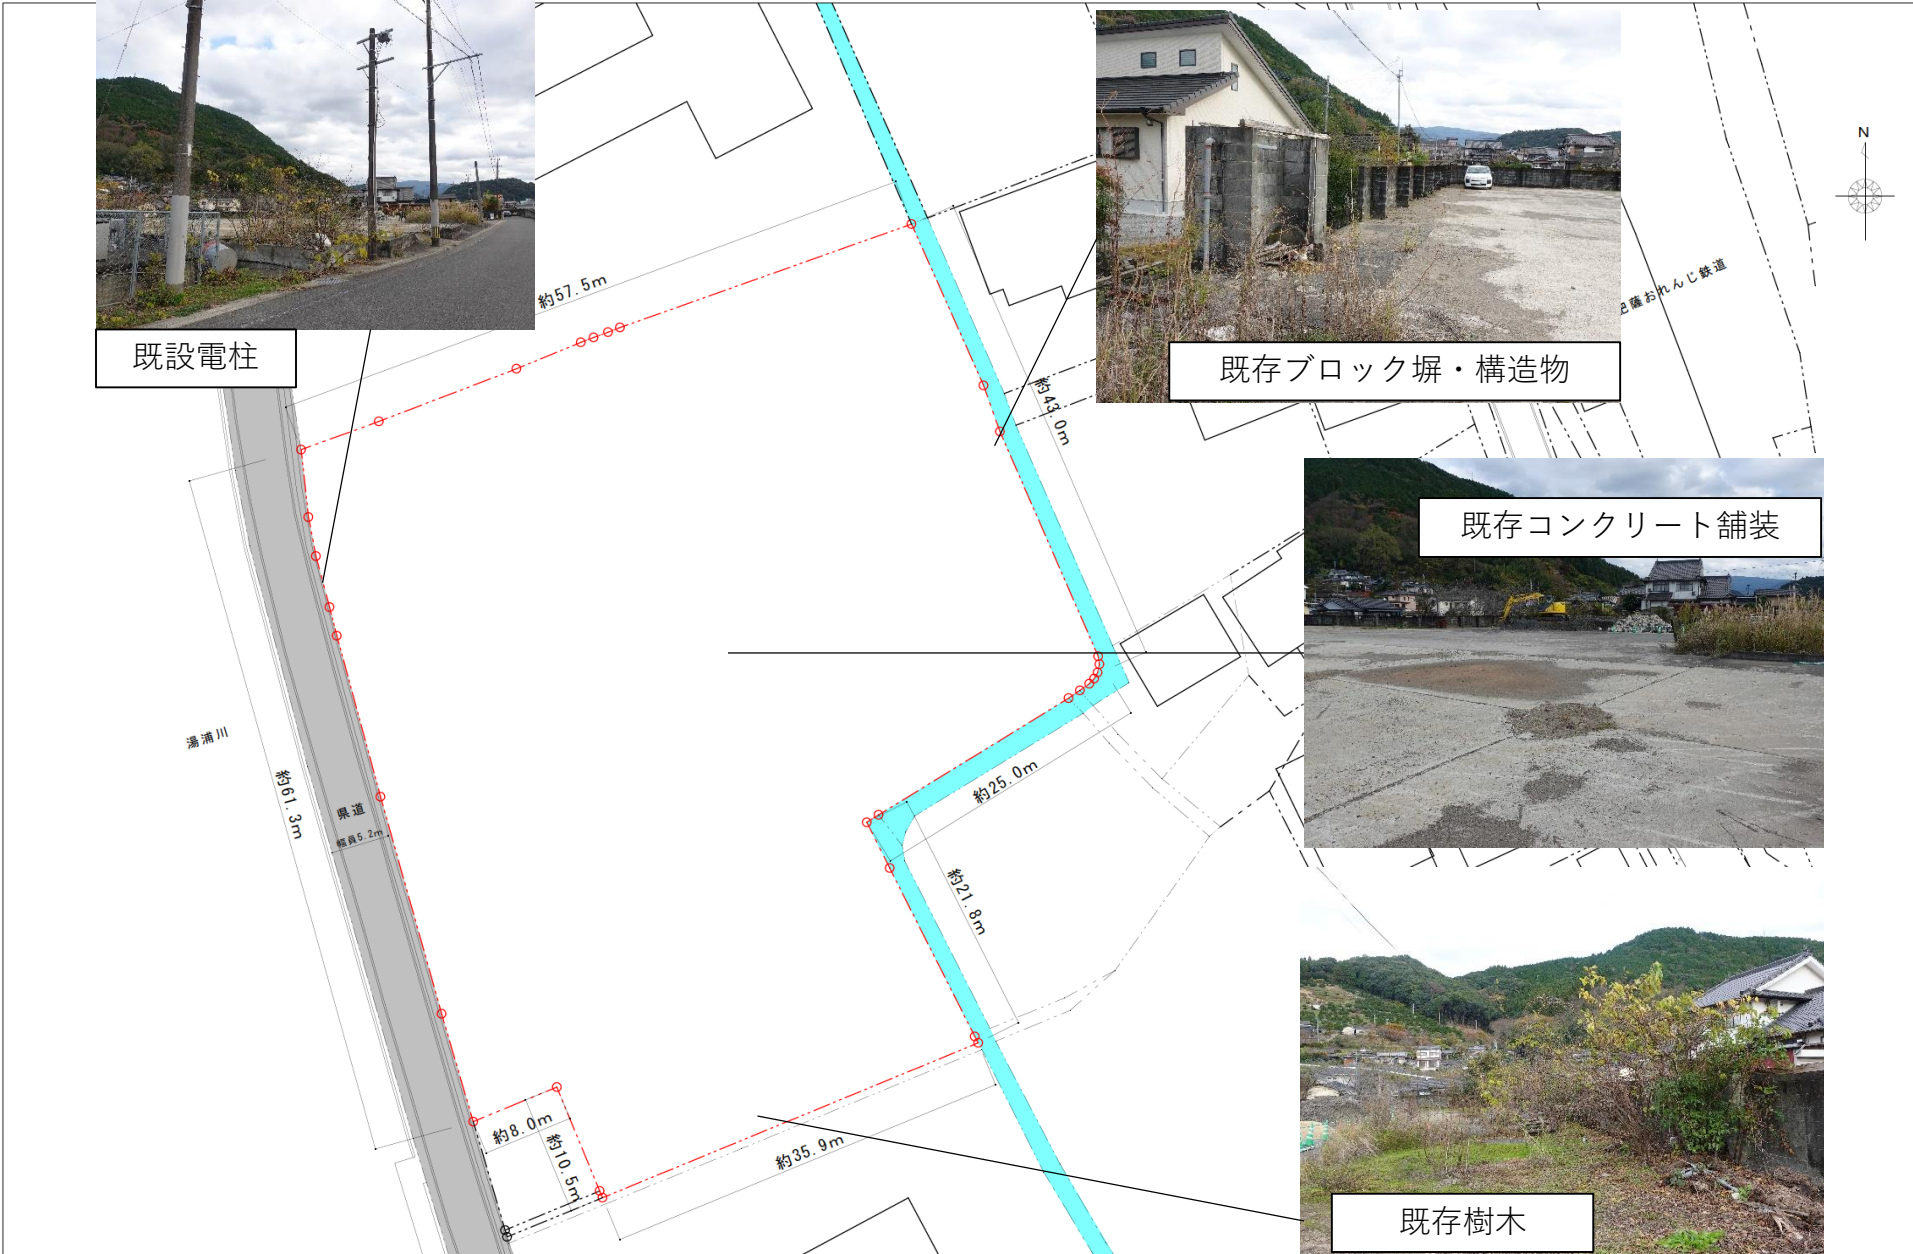 既設電柱
既存ブロック塀・構造物
N
約57.5m
約43.0m
薩おれんじ鉄道
既存コンクリート舗装
湯浦川
約61.3m
県道
幅員5.2m
約25.0m
約21.8m
約8.0m
約10.5m
約35.9m
既存樹木